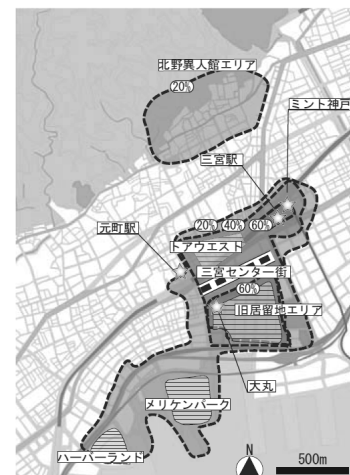 北野異人館エリア
20%
ミント神戸
三宮駅
元町駅
20% 40% 60%
トアウエスト
三宮センター街
60%
旧居留地エリア
大丸
メリケンパーク
ハーバーランド
N
500m